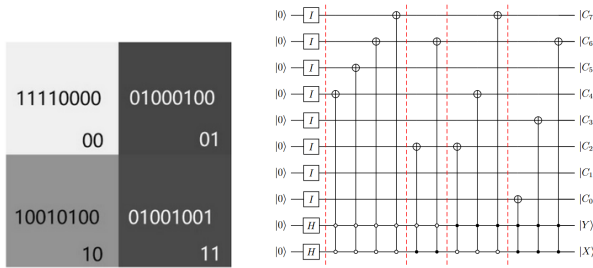 11110000
00
01000100
01
10010100
10
01001001
11
|0⟩ I |C₇
|0⟩ I |C₆
|0⟩ I |C₅
|0⟩ I |C₄
|0⟩ I |C₃
|0⟩ I |C₂
|0⟩ I |C₁
|0⟩ I |C₀
|0⟩ H |Y⟩
|0⟩ H |X⟩